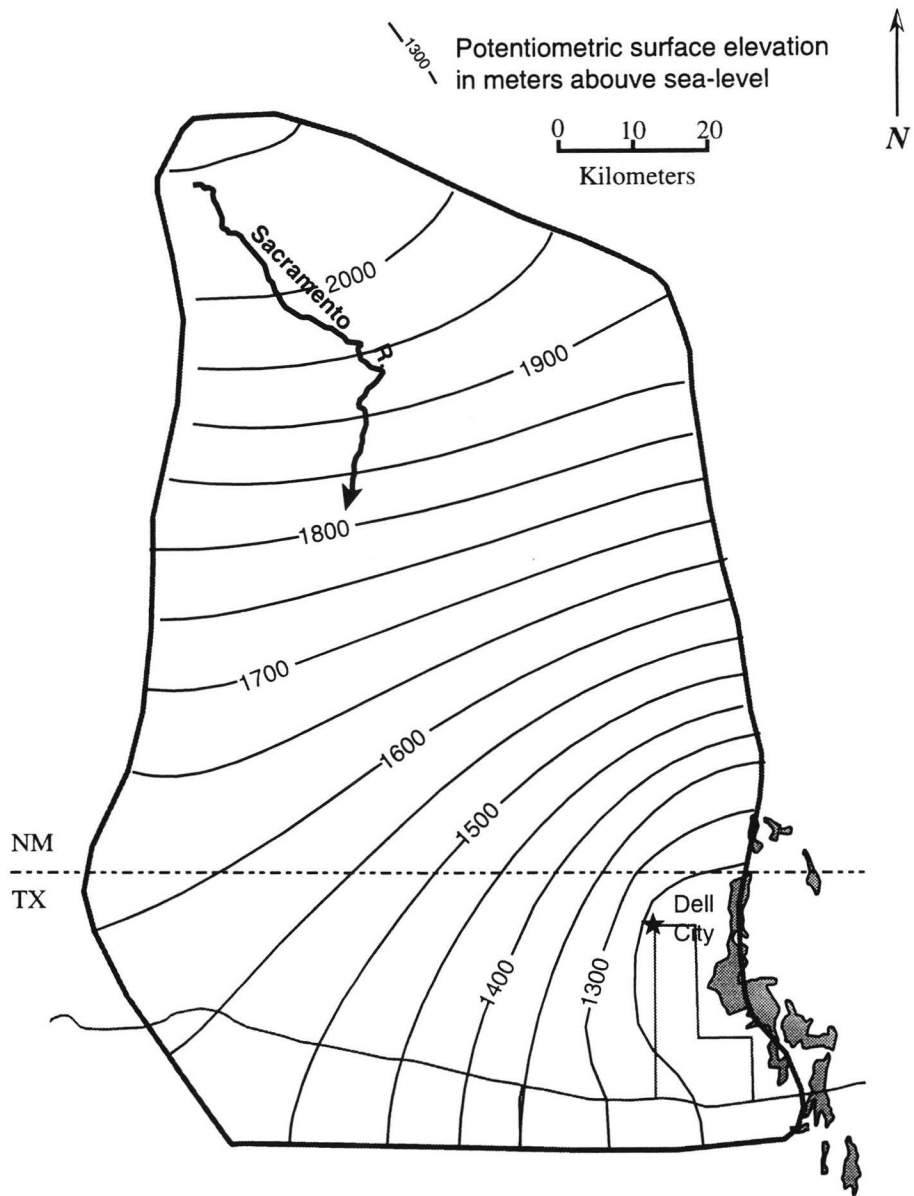 1300
Potentiometric surface elevation
in meters abouve sea-level
0 10 20
Kilometers
N
Sacramento R.
2000
1900
1800
1700
1600
1500
NM
TX
Dell
City
1400
1300